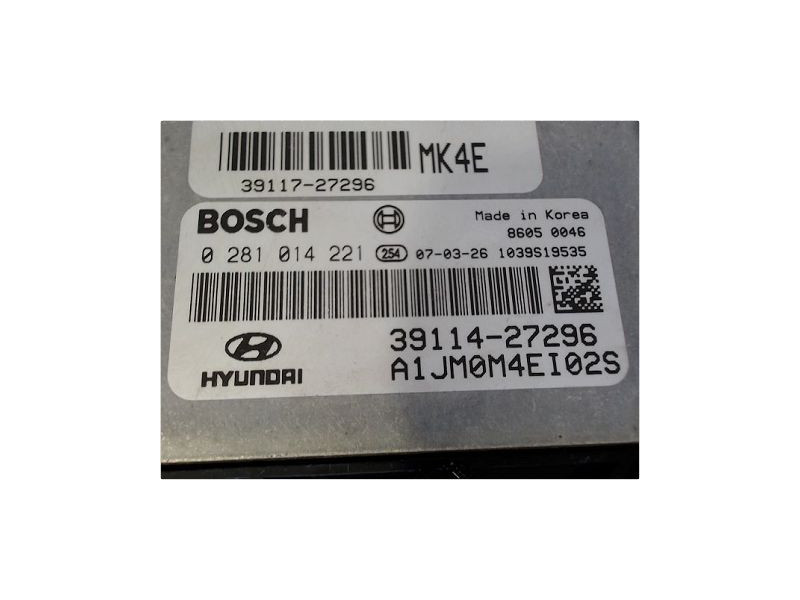 MK4E
39117-27296
BOSCH
Made in Korea
8605 0046
0 281 014 221 254 07-03-26 1039S19535
39114-27296
HYUNDAI A1JM0M4EI02S